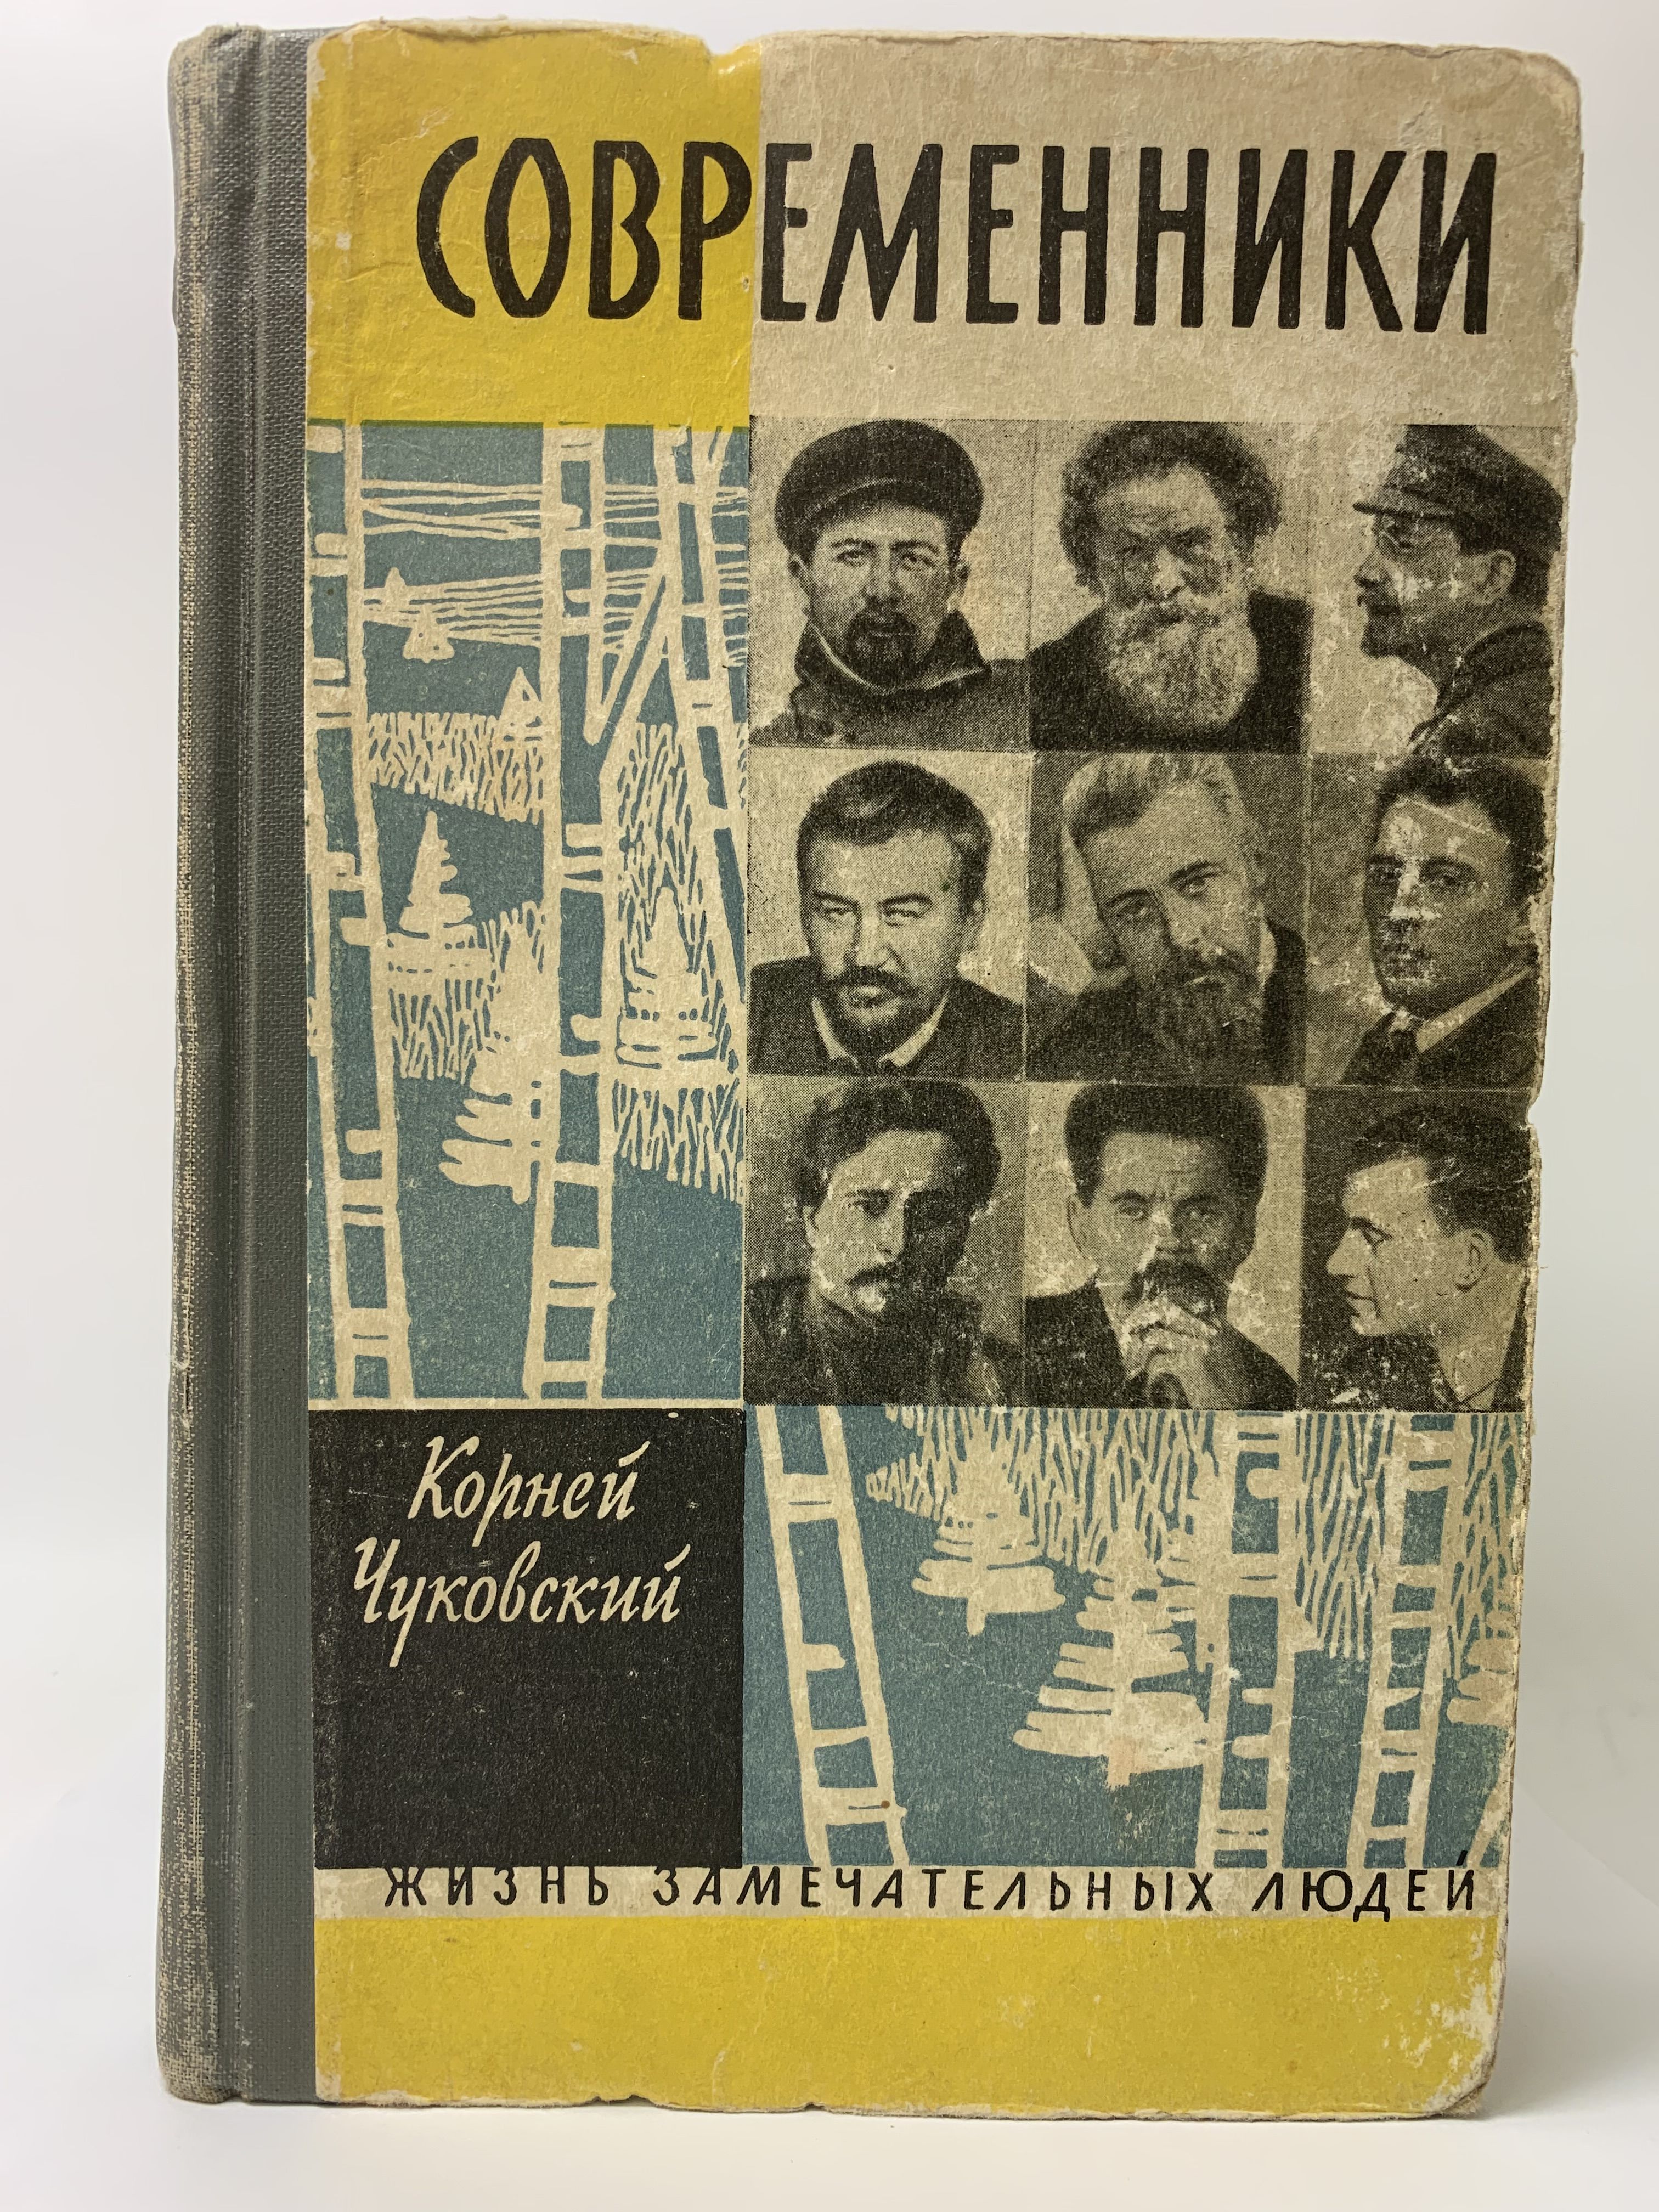 СОВРЕМЕННИКИ
Корней
Чуковский
ЖИЗНЬ ЗАМЕЧАТЕЛЬНЫХ ЛЮДЕЙ